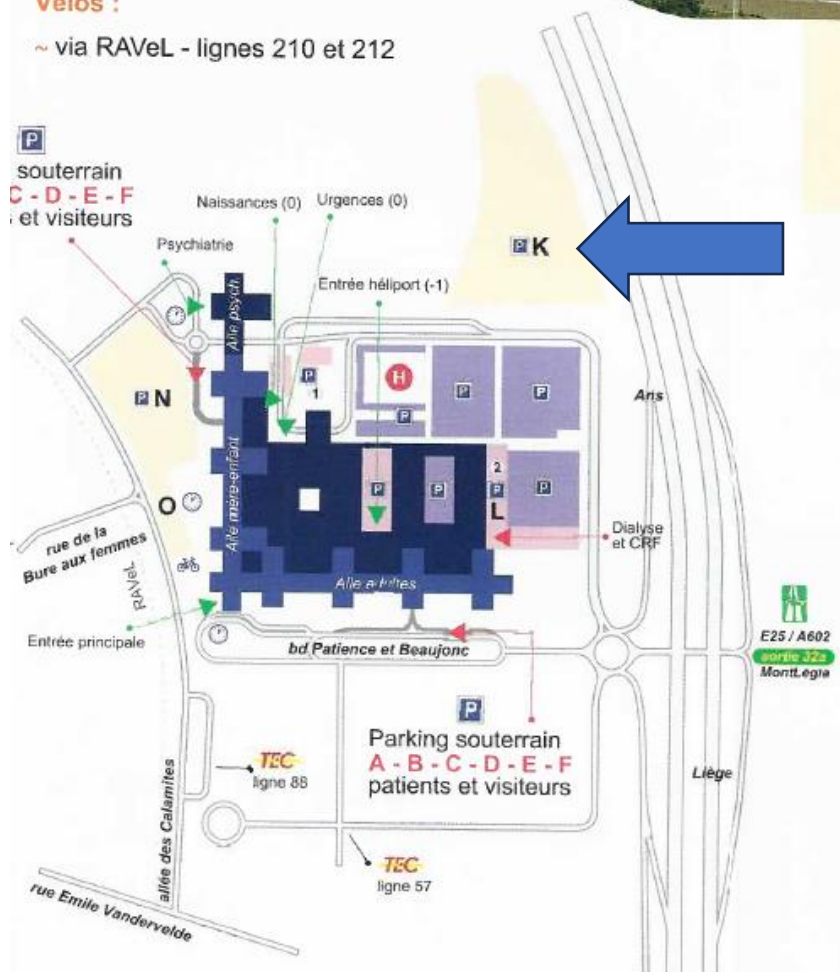 Vélos :
~ via RAVeL - lignes 210 et 212
P
souterrain
C - D - E - F
et visiteurs
Naissances (0)
Urgences (0)
Psychiatrie
P K
Entrée héliport (-1)
Aile psych.
P
1
H
P
P
P
P N
Ans
Aile mère-enfant
P
P
2
P
L
P
O
rue de la
Bure aux femmes
RAVeL
Dialyse
et CRF
Aile adultes
Entrée principale
bd Patience et Beaujonc
E25 / A602
sortie 32a
MontLégia
P
Parking souterrain
A - B - C - D - E - F
patients et visiteurs
TEC
ligne 88
Liège
allée des Calamites
TEC
ligne 57
rue Emile Vandervelde